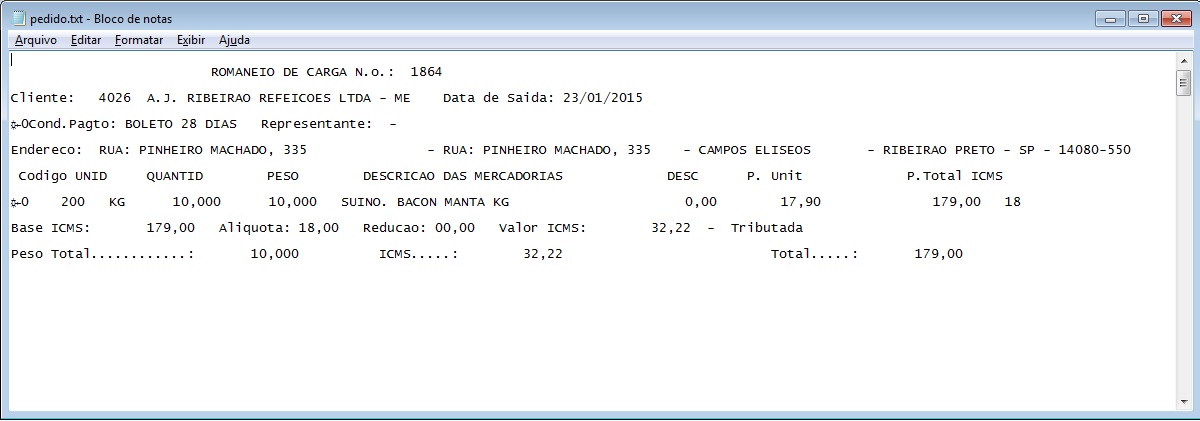 pedido.txt - Bloco de notas
Arquivo Editar Formatar Exibir Ajuda
ROMANEIO DE CARGA N.o.: 1864
Cliente: 4026 A.J. RIBEIRAO REFEICOES LTDA - ME Data de Saida: 23/01/2015
☼←OCond.Pagto: BOLETO 28 DIAS Representante: -
Endereco: RUA: PINHEIRO MACHADO, 335 - RUA: PINHEIRO MACHADO, 335 - CAMPOS ELISEOS - RIBEIRAO PRETO - SP - 14080-550
Codigo UNID QUANTID PESO DESCRICAO DAS MERCADORIAS DESC P. Unit P.Total ICMS
☼←O 200 KG 10,000 10,000 SUINO. BACON MANTA KG 0,00 17,90 179,00 18
Base ICMS: 179,00 Aliquota: 18,00 Reducao: 00,00 Valor ICMS: 32,22 - Tributada
Peso Total............: 10,000 ICMS.....: 32,22 Total.....: 179,00